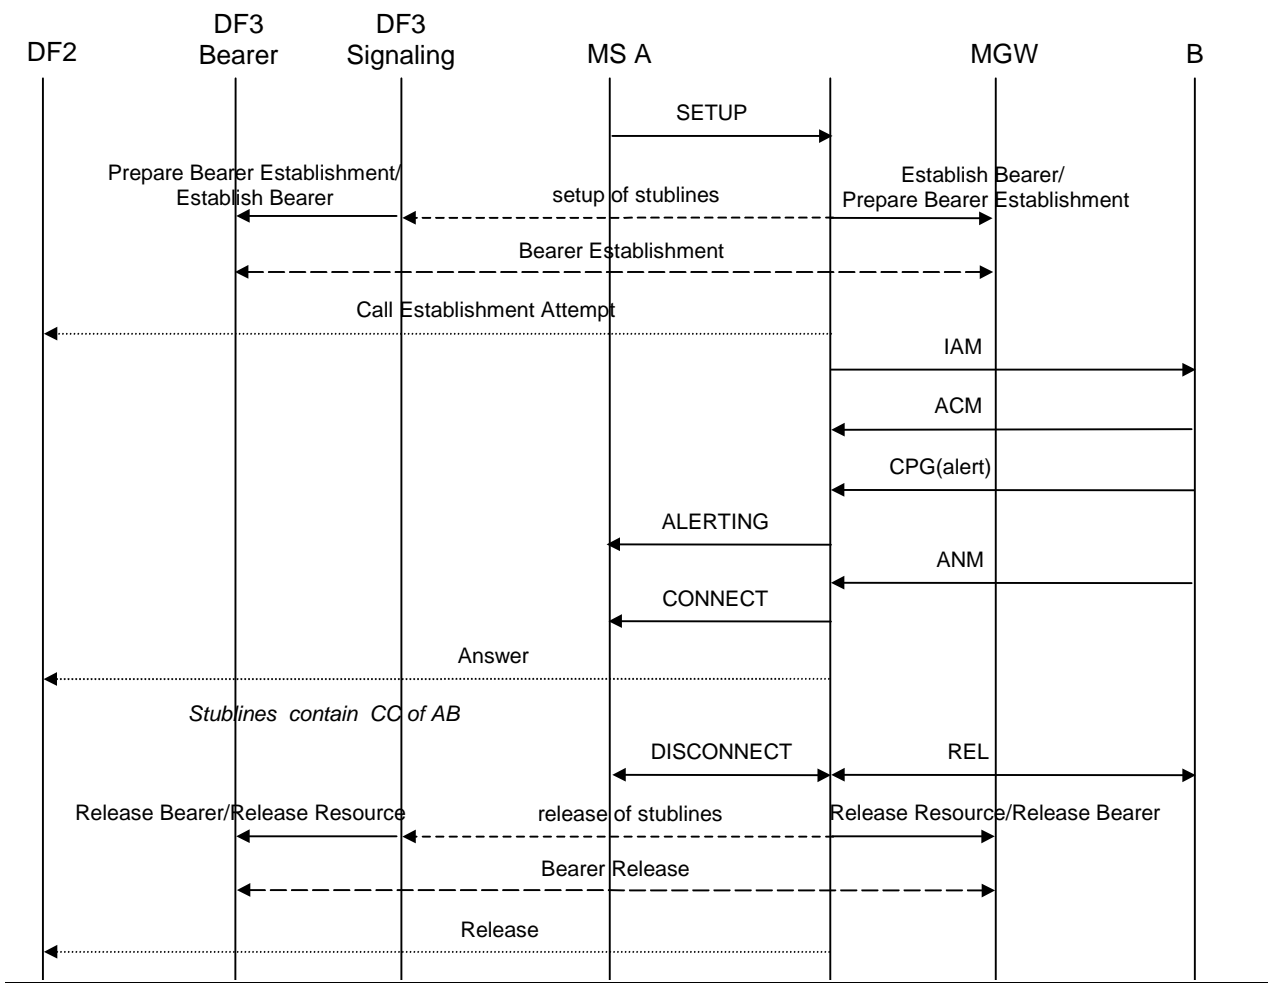 DF2
DF3
Bearer
DF3
Signaling
MS A
MGW
B
SETUP
Prepare Bearer Establishment/
Establish Bearer
setup of stublines
Establish Bearer/
Prepare Bearer Establishment
Bearer Establishment
Call Establishment Attempt
IAM
ACM
CPG(alert)
ALERTING
ANM
CONNECT
Answer
Stublines contain CC of AB
DISCONNECT
REL
Release Bearer/Release Resource
release of stublines
Release Resource/Release Bearer
Bearer Release
Release